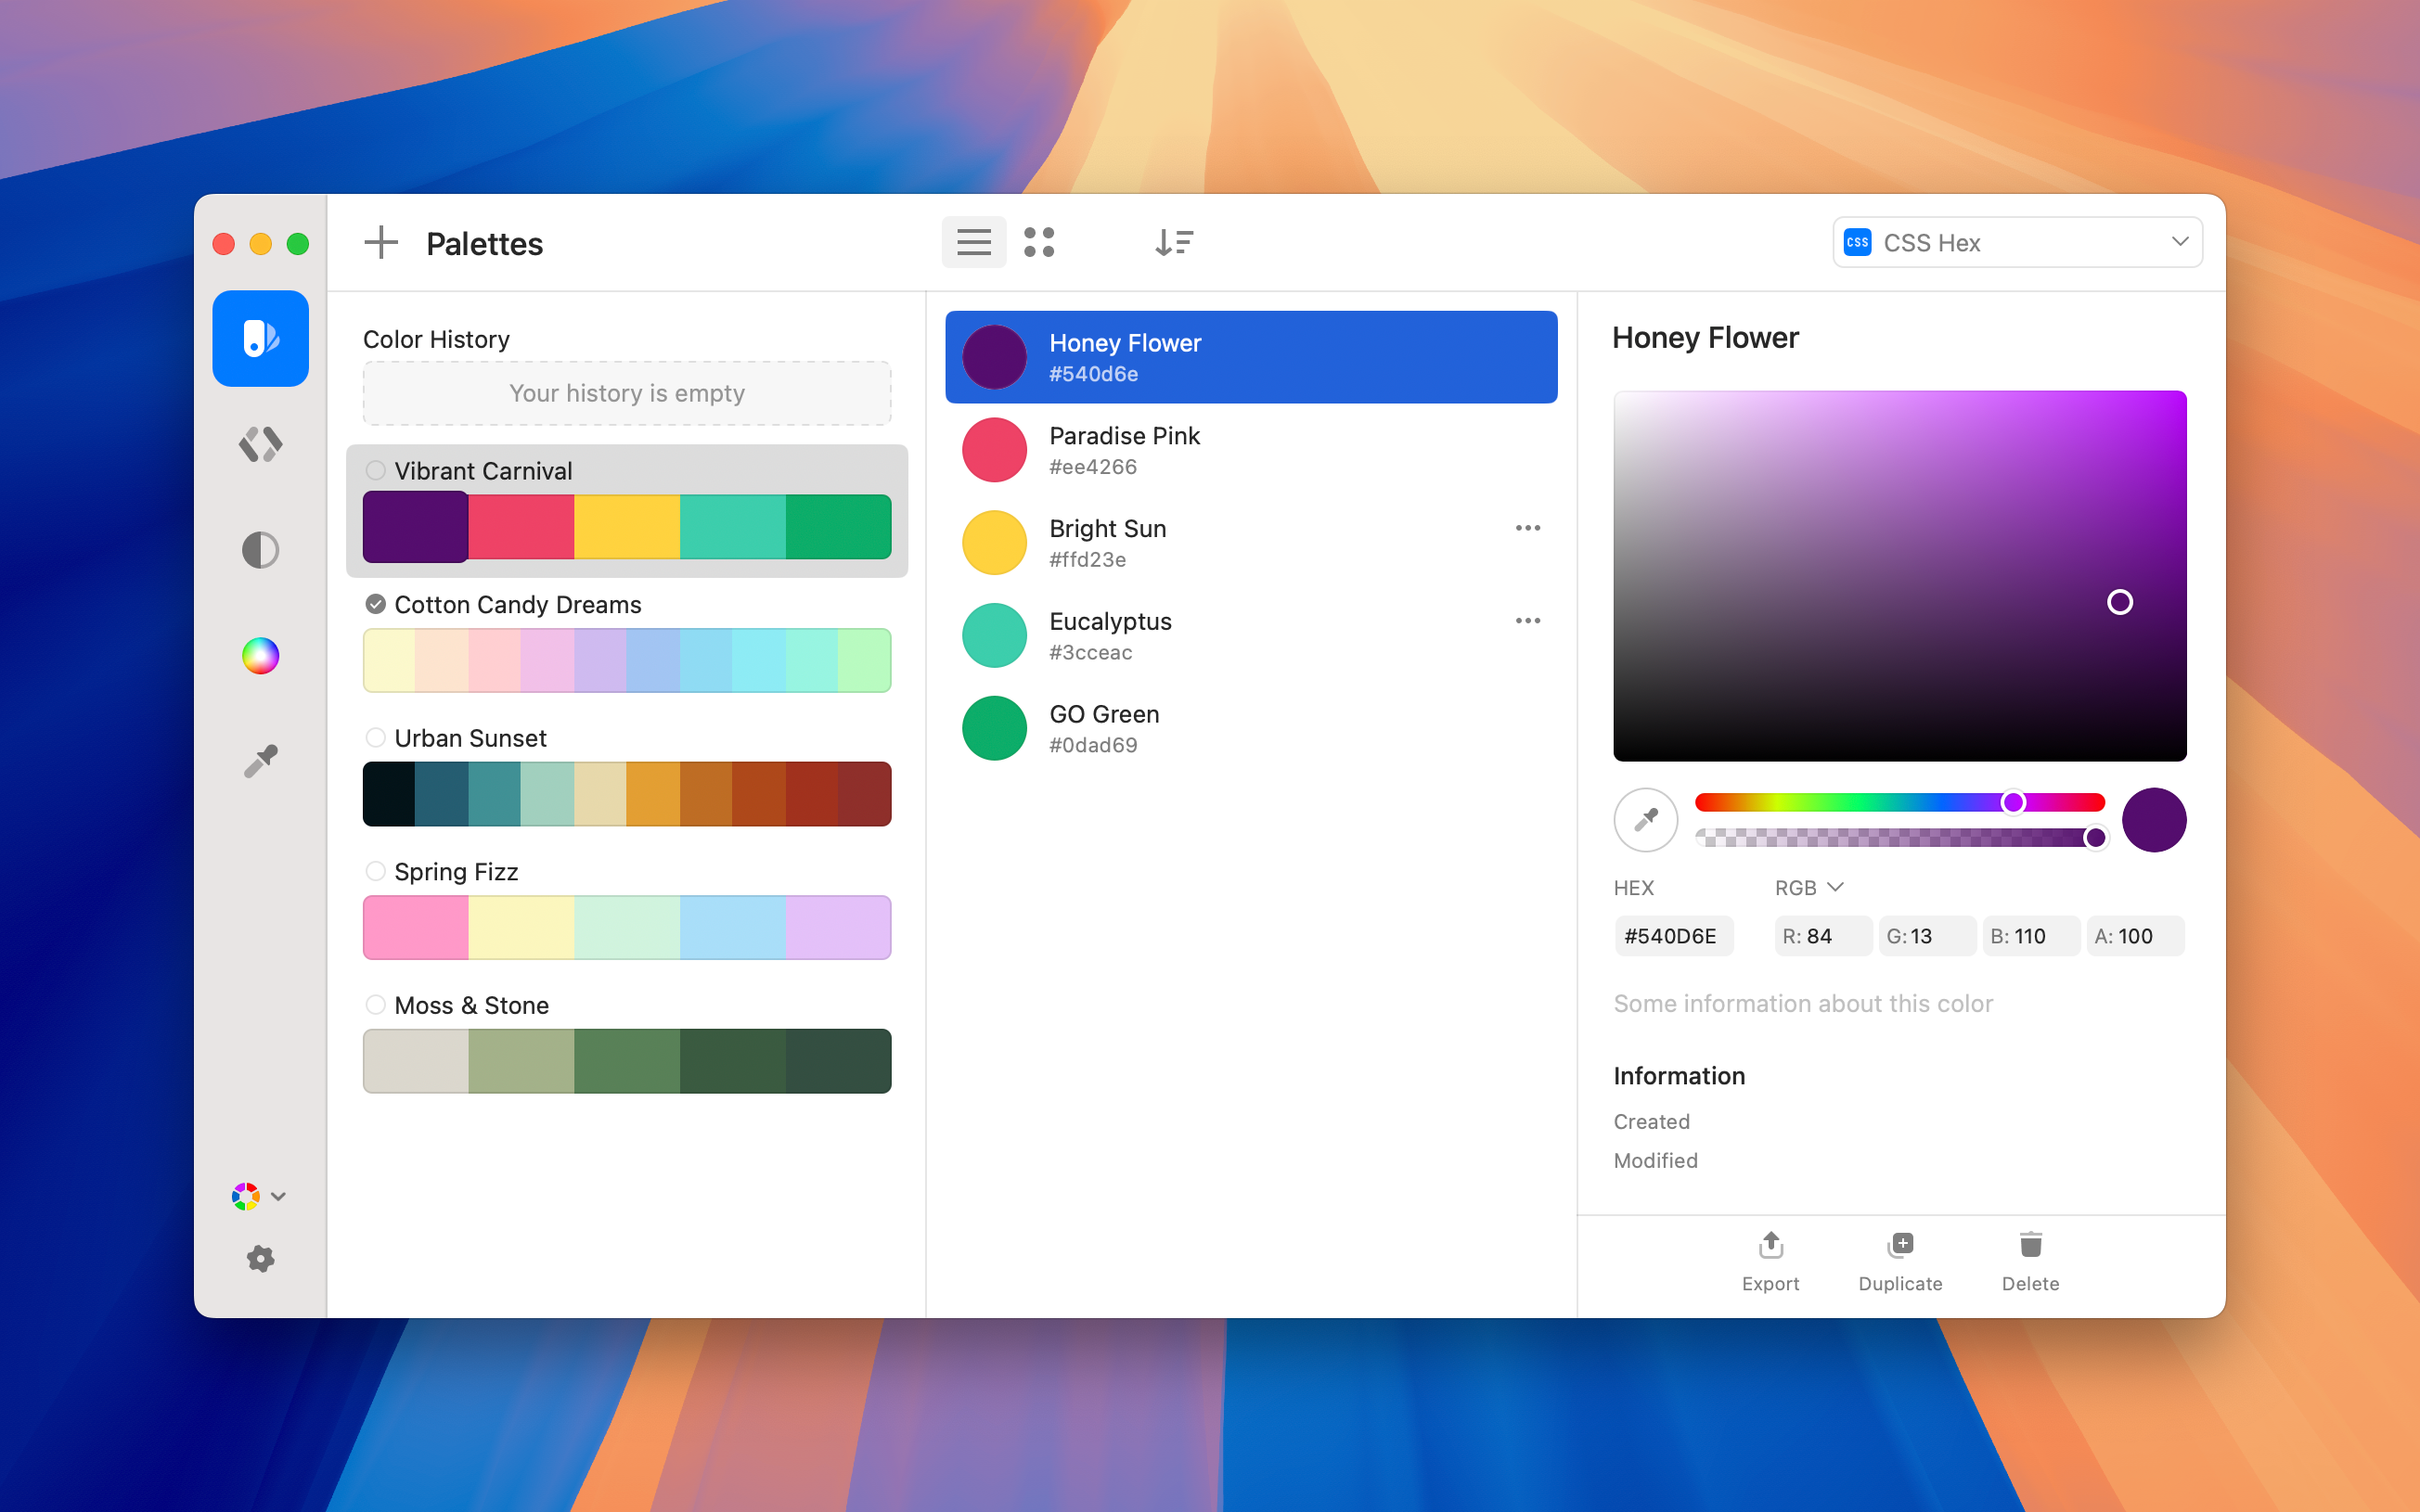 Palettes
CSS CSS Hex
Color History
Your history is empty
Vibrant Carnival
Cotton Candy Dreams
Urban Sunset
Spring Fizz
Moss & Stone
Honey Flower
#540d6e
Paradise Pink
#ee4266
Bright Sun
#ffd23e
Eucalyptus
#3cceac
GO Green
#0dad69
Honey Flower
HEX RGB
#540D6E R: 84 G: 13 B: 110 A: 100
Some information about this color
Information
Created
Modified
Export Duplicate Delete